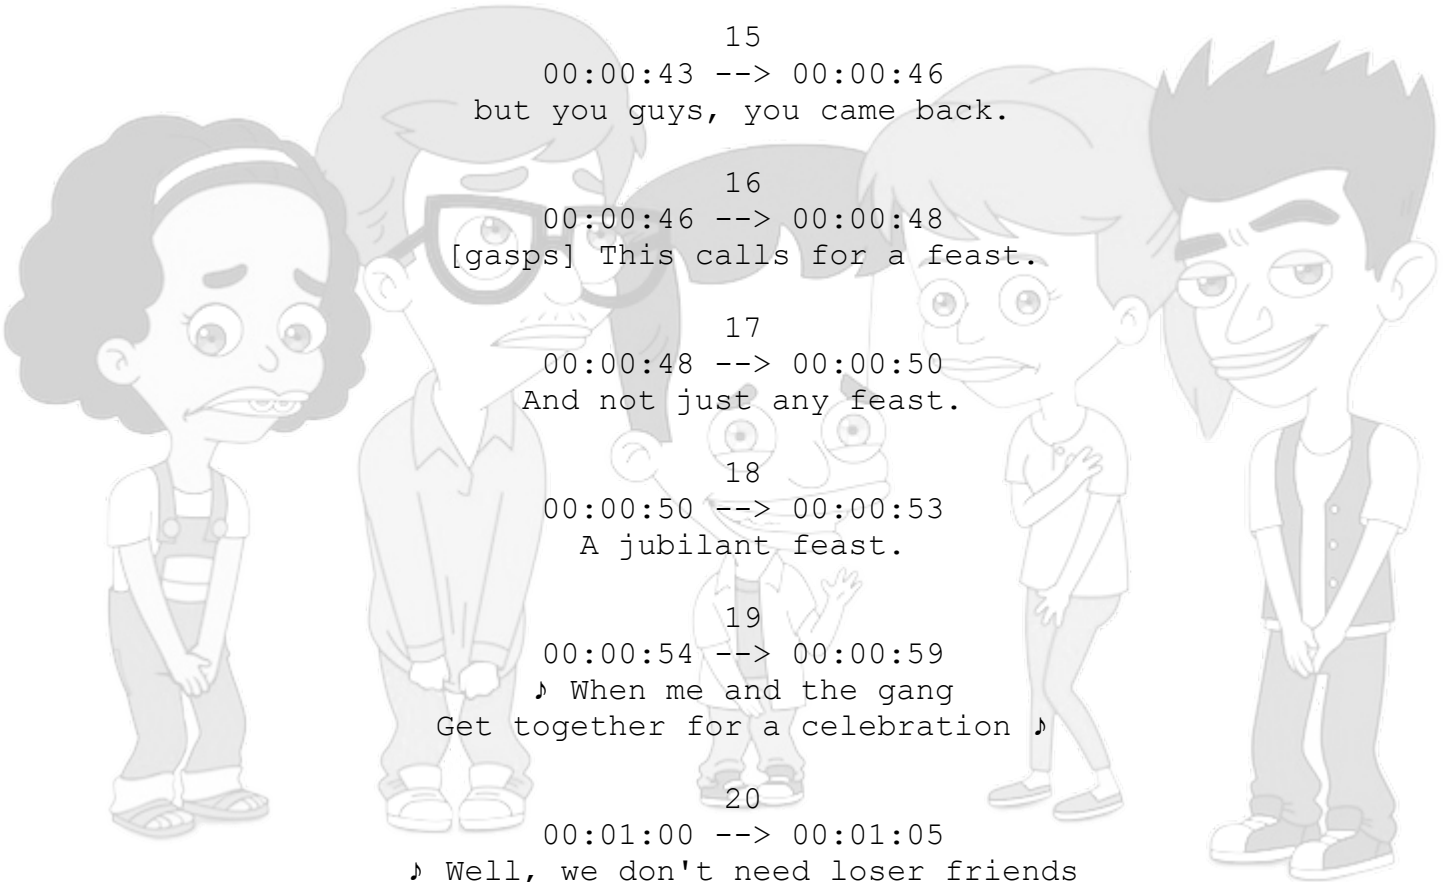 15
00:00:43 --> 00:00:46
but you guys, you came back.
16
00:00:46 --> 00:00:48
[gasps] This calls for a feast.
17
00:00:48 --> 00:00:50
And not just any feast.
18
00:00:50 --> 00:00:53
A jubilant feast.
19
00:00:54 --> 00:00:59
♪ When me and the gang
Get together for a celebration ♪
20
00:01:00 --> 00:01:05
♪ Well, we don't need loser friends